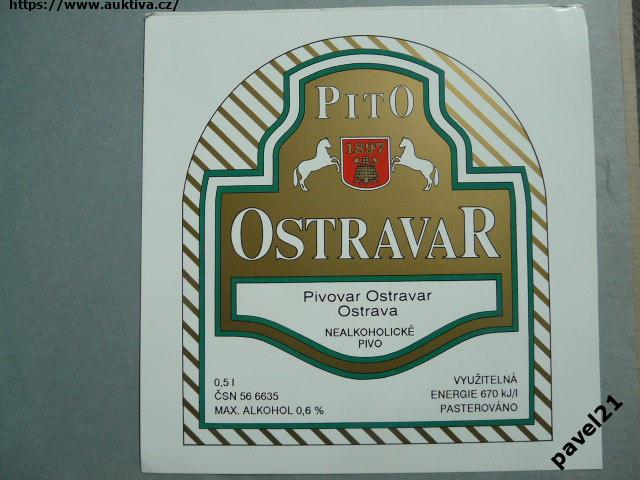 https://www.auktiva.cz/
PITO
1897
OSTRAVAR
Pivovar Ostravar
Ostrava
NEALKOHOLICKÉ
PIVO
0,5 l
ČSN 56 6635
MAX. ALKOHOL 0,6 %
VYUŽITELNÁ
ENERGIE 670 kJ/l
PASTEROVÁNO
pavel21